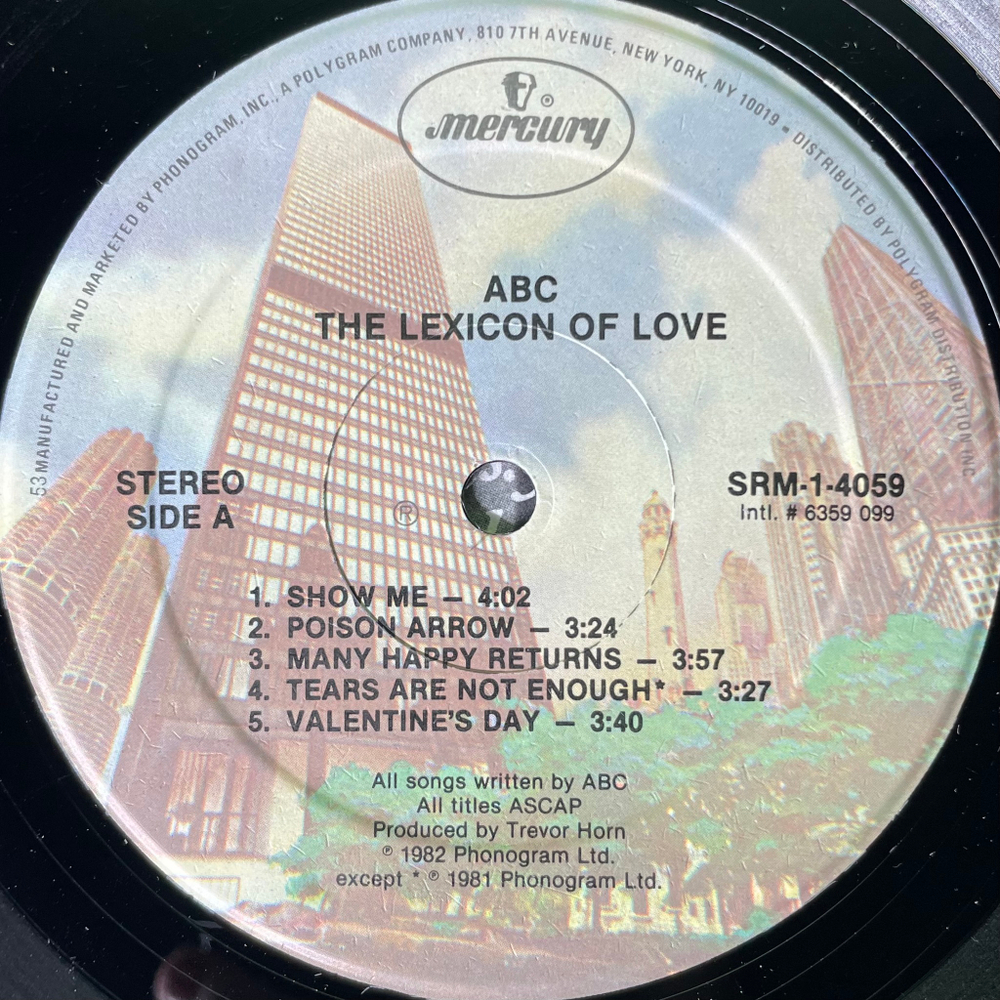 53 MANUFACTURED AND MARKETED BY PHONOGRAM, INC., A POLYGRAM COMPANY, 810 7TH AVENUE, NEW YORK, NY 10019 • DISTRIBUTED BY POLYGRAM DISTRIBUTION INC
®
mercury
ABC
THE LEXICON OF LOVE
STEREO
SIDE A
SRM-1-4059
Intl. # 6359 099
®
1. SHOW ME — 4:02
2. POISON ARROW — 3:24
3. MANY HAPPY RETURNS — 3:57
4. TEARS ARE NOT ENOUGH* — 3:27
5. VALENTINE'S DAY — 3:40
All songs written by ABC
All titles ASCAP
Produced by Trevor Horn
℗ 1982 Phonogram Ltd.
except * ℗ 1981 Phonogram Ltd.